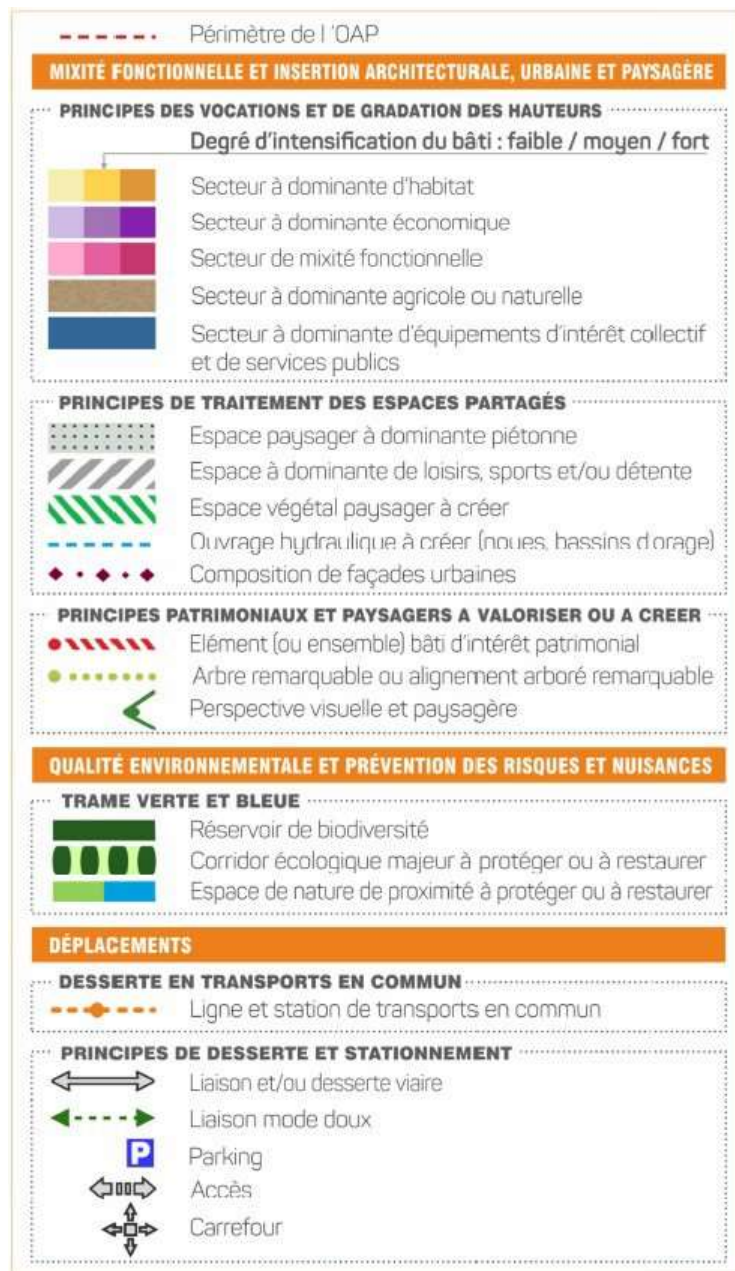 Périmètre de l 'OAP
MIXITÉ FONCTIONNELLE ET INSERTION ARCHITECTURALE, URBAINE ET PAYSAGÈRE
PRINCIPES DES VOCATIONS ET DE GRADATION DES HAUTEURS
Degré d'intensification du bâti : faible / moyen / fort
Secteur à dominante d'habitat
Secteur à dominante économique
Secteur de mixité fonctionnelle
Secteur à dominante agricole ou naturelle
Secteur à dominante d'équipements d'intérêt collectif
et de services publics
PRINCIPES DE TRAITEMENT DES ESPACES PARTAGÉS
Espace paysager à dominante piétonne
Espace à dominante de loisirs, sports et/ou détente
Espace végétal paysager à créer
Ouvrage hydraulique à créer (noues, bassins d'orage)
Composition de façades urbaines
PRINCIPES PATRIMONIAUX ET PAYSAGERS A VALORISER OU A CREER
Elément (ou ensemble) bâti d'intérêt patrimonial
Arbre remarquable ou alignement arboré remarquable
Perspective visuelle et paysagère
QUALITÉ ENVIRONNEMENTALE ET PRÉVENTION DES RISQUES ET NUISANCES
TRAME VERTE ET BLEUE
Réservoir de biodiversité
Corridor écologique majeur à protéger ou à restaurer
Espace de nature de proximité à protéger ou à restaurer
DÉPLACEMENTS
DESSERTE EN TRANSPORTS EN COMMUN
Ligne et station de transports en commun
PRINCIPES DE DESSERTE ET STATIONNEMENT
Liaison et/ou desserte viaire
Liaison mode doux
P Parking
Accès
Carrefour